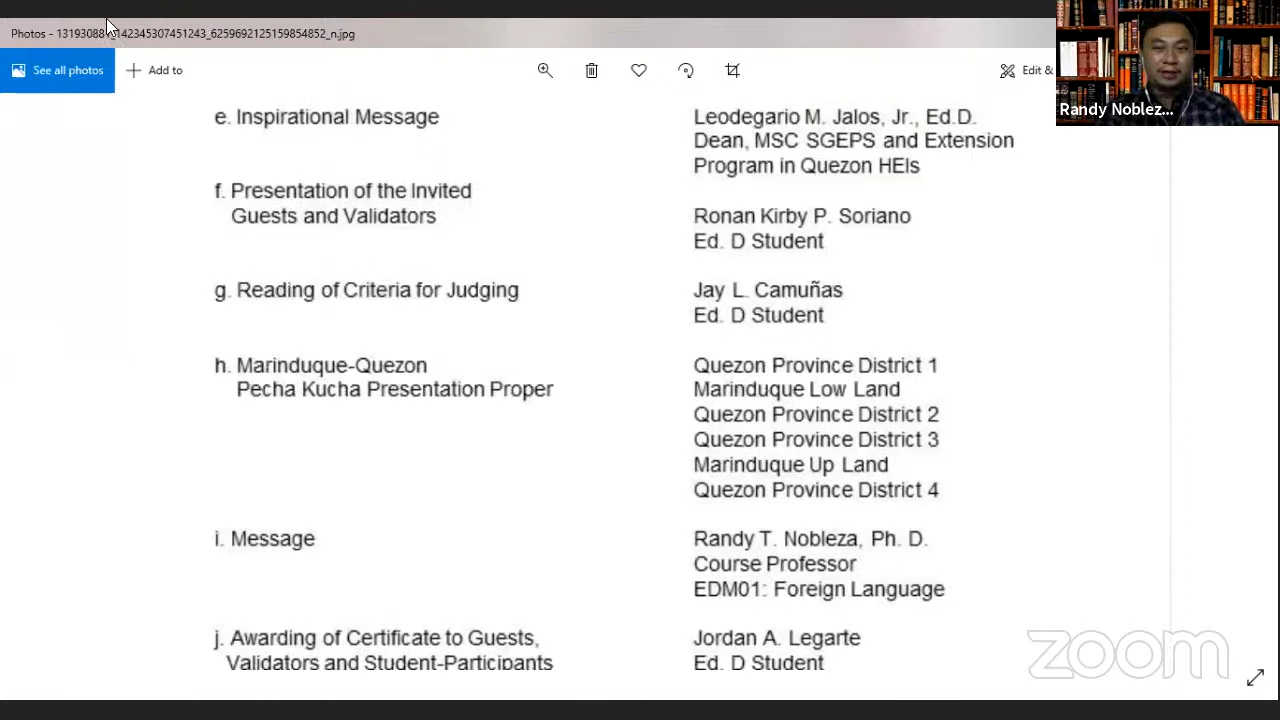 Photos - 13193088_1142345307451243_6259692125159854852_n.jpg
See all photos
Add to
Edit &
Randy Noblez...
e. Inspirational Message
Leodegario M. Jalos, Jr., Ed.D.
Dean, MSC SGEPS and Extension
Program in Quezon HEIs
f. Presentation of the Invited
Guests and Validators
Ronan Kirby P. Soriano
Ed. D Student
g. Reading of Criteria for Judging
Jay L. Camuñas
Ed. D Student
h. Marinduque-Quezon
Pecha Kucha Presentation Proper
Quezon Province District 1
Marinduque Low Land
Quezon Province District 2
Quezon Province District 3
Marinduque Up Land
Quezon Province District 4
i. Message
Randy T. Nobleza, Ph. D.
Course Professor
EDM01: Foreign Language
j. Awarding of Certificate to Guests,
Validators and Student-Participants
Jordan A. Legarte
Ed. D Student
zoom